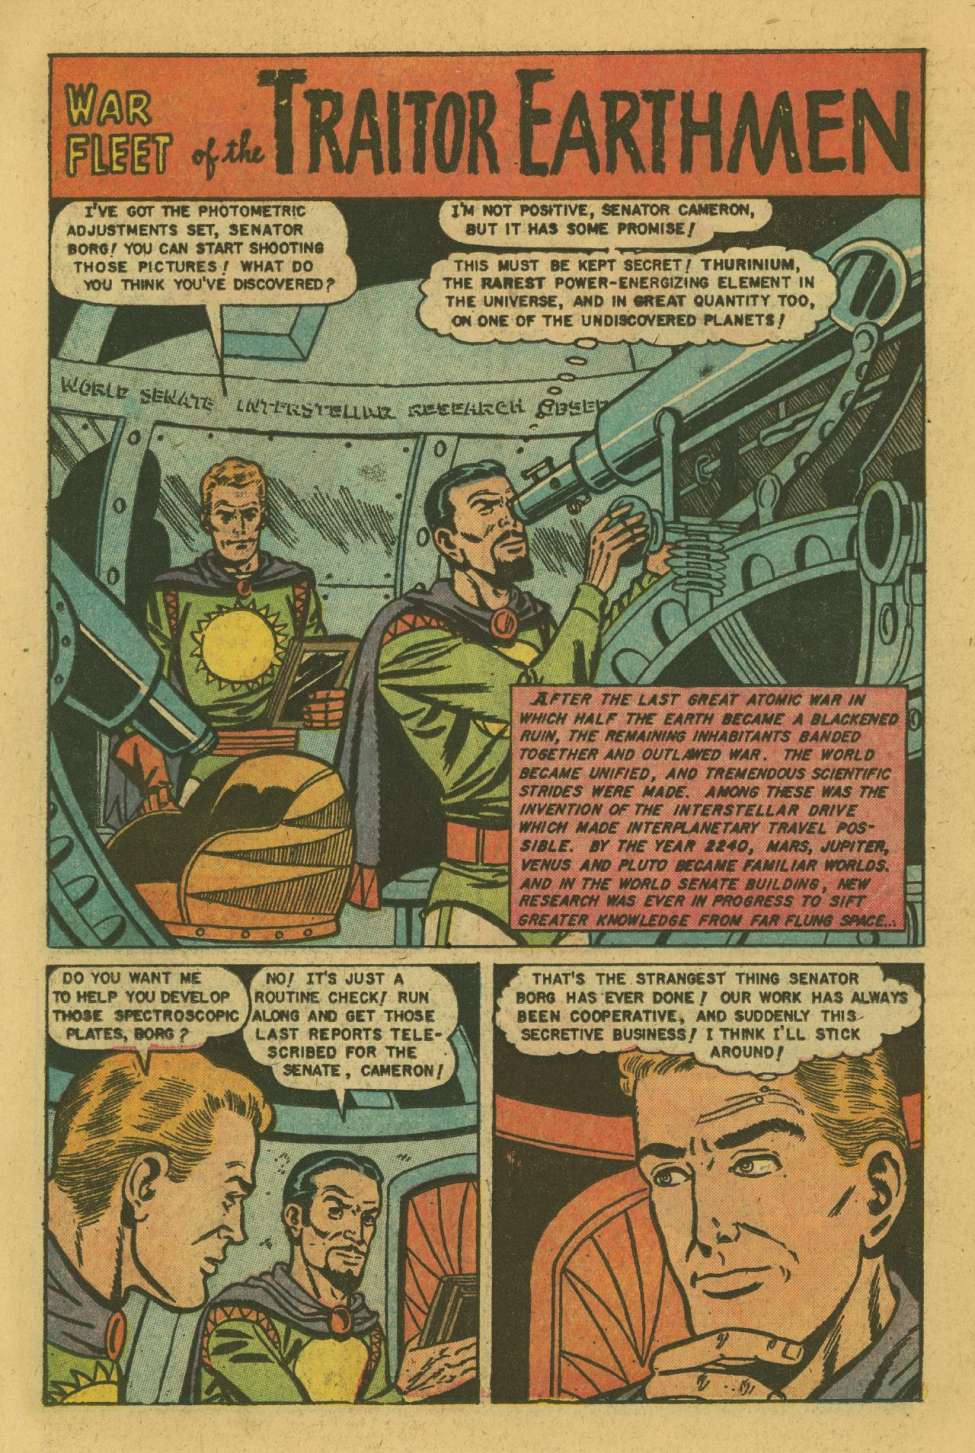 WAR
FLEET of the TRAITOR EARTHMEN
I'VE GOT THE PHOTOMETRIC
ADJUSTMENTS SET, SENATOR
BORG! YOU CAN START SHOOTING
THOSE PICTURES! WHAT DO
YOU THINK YOU'VE DISCOVERED?
I'M NOT POSITIVE, SENATOR CAMERON,
BUT IT HAS SOME PROMISE!
THIS MUST BE KEPT SECRET! THURINIUM,
THE RAREST POWER-ENERGIZING ELEMENT IN
THE UNIVERSE, AND IN GREAT QUANTITY TOO,
ON ONE OF THE UNDISCOVERED PLANETS!
WORLD SENATE INTERSTELLAR RESEARCH OBSER
AFTER THE LAST GREAT ATOMIC WAR IN
WHICH HALF THE EARTH BECAME A BLACKENED
RUIN, THE REMAINING INHABITANTS BANDED
TOGETHER AND OUTLAWED WAR. THE WORLD
BECAME UNIFIED, AND TREMENDOUS SCIENTIFIC
STRIDES WERE MADE. AMONG THESE WAS THE
INVENTION OF THE INTERSTELLAR DRIVE
WHICH MADE INTERPLANETARY TRAVEL POS-
SIBLE. BY THE YEAR 2240, MARS, JUPITER,
VENUS AND PLUTO BECAME FAMILIAR WORLDS.
AND IN THE WORLD SENATE BUILDING, NEW
RESEARCH WAS EVER IN PROGRESS TO SIFT
GREATER KNOWLEDGE FROM FAR FLUNG SPACE...
DO YOU WANT ME
TO HELP YOU DEVELOP
THOSE SPECTROSCOPIC
PLATES, BORG?
NO! IT'S JUST A
ROUTINE CHECK! RUN
ALONG AND GET THOSE
LAST REPORTS TELE-
SCRIBED FOR THE
SENATE, CAMERON!
THAT'S THE STRANGEST THING SENATOR
BORG HAS EVER DONE! OUR WORK HAS ALWAYS
BEEN COOPERATIVE, AND SUDDENLY THIS
SECRETIVE BUSINESS! I THINK I'LL STICK
AROUND!